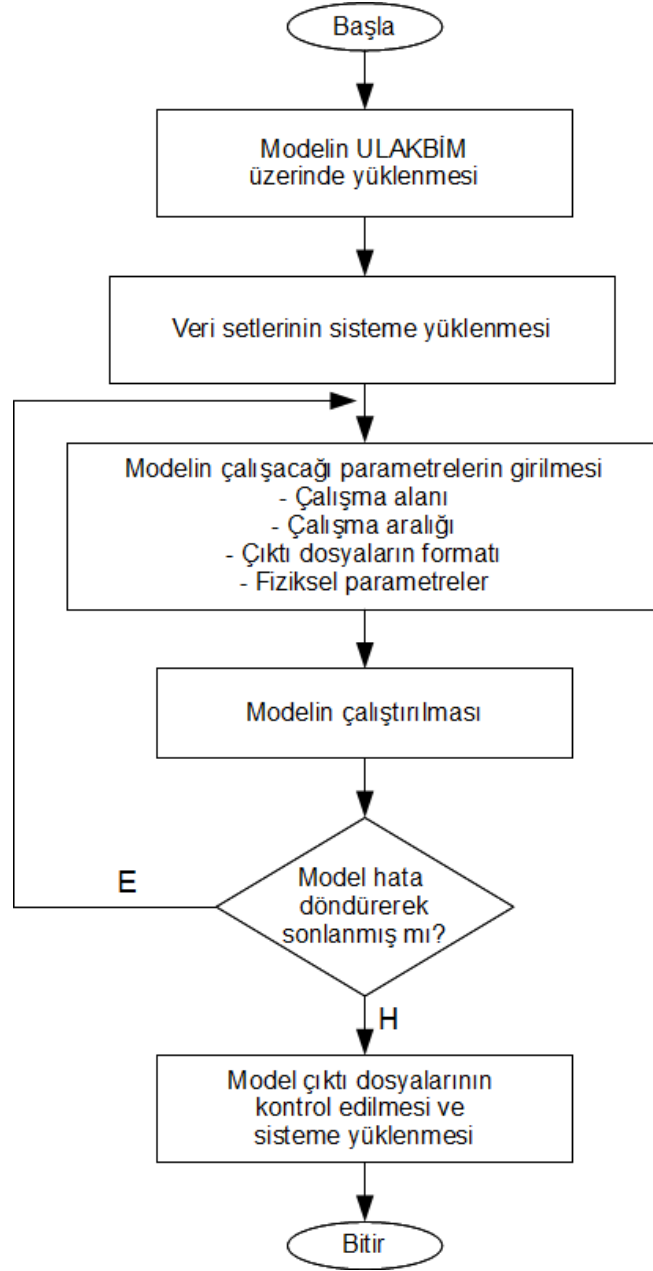 Başla
Modelin ULAKBİM
üzerinde yüklenmesi
Veri setlerinin sisteme yüklenmesi
Modelin çalışacağı parametrelerin girilmesi
- Çalışma alanı
- Çalışma aralığı
- Çıktı dosyaların formatı
- Fiziksel parametreler
Modelin çalıştırılması
Model hata
döndürerek
sonlanmış mı?
E
H
Model çıktı dosyalarının
kontrol edilmesi ve
sisteme yüklenmesi
Bitir